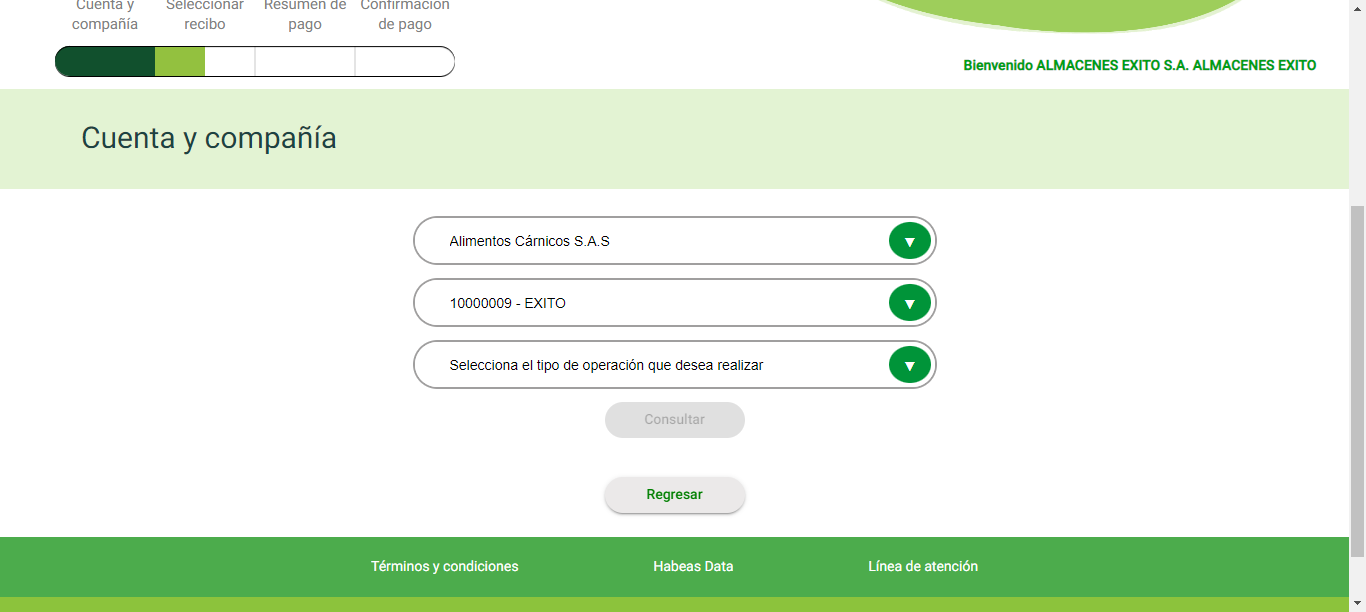 Cuenta y Seleccionar Resumen de Confirmación
compañía recibo pago de pago
Bienvenido ALMACENES EXITO S.A. ALMACENES EXITO
Cuenta y compañía
Alimentos Cárnicos S.A.S
10000009 - EXITO
Selecciona el tipo de operación que desea realizar
Consultar
Regresar
Términos y condiciones Habeas Data Línea de atención